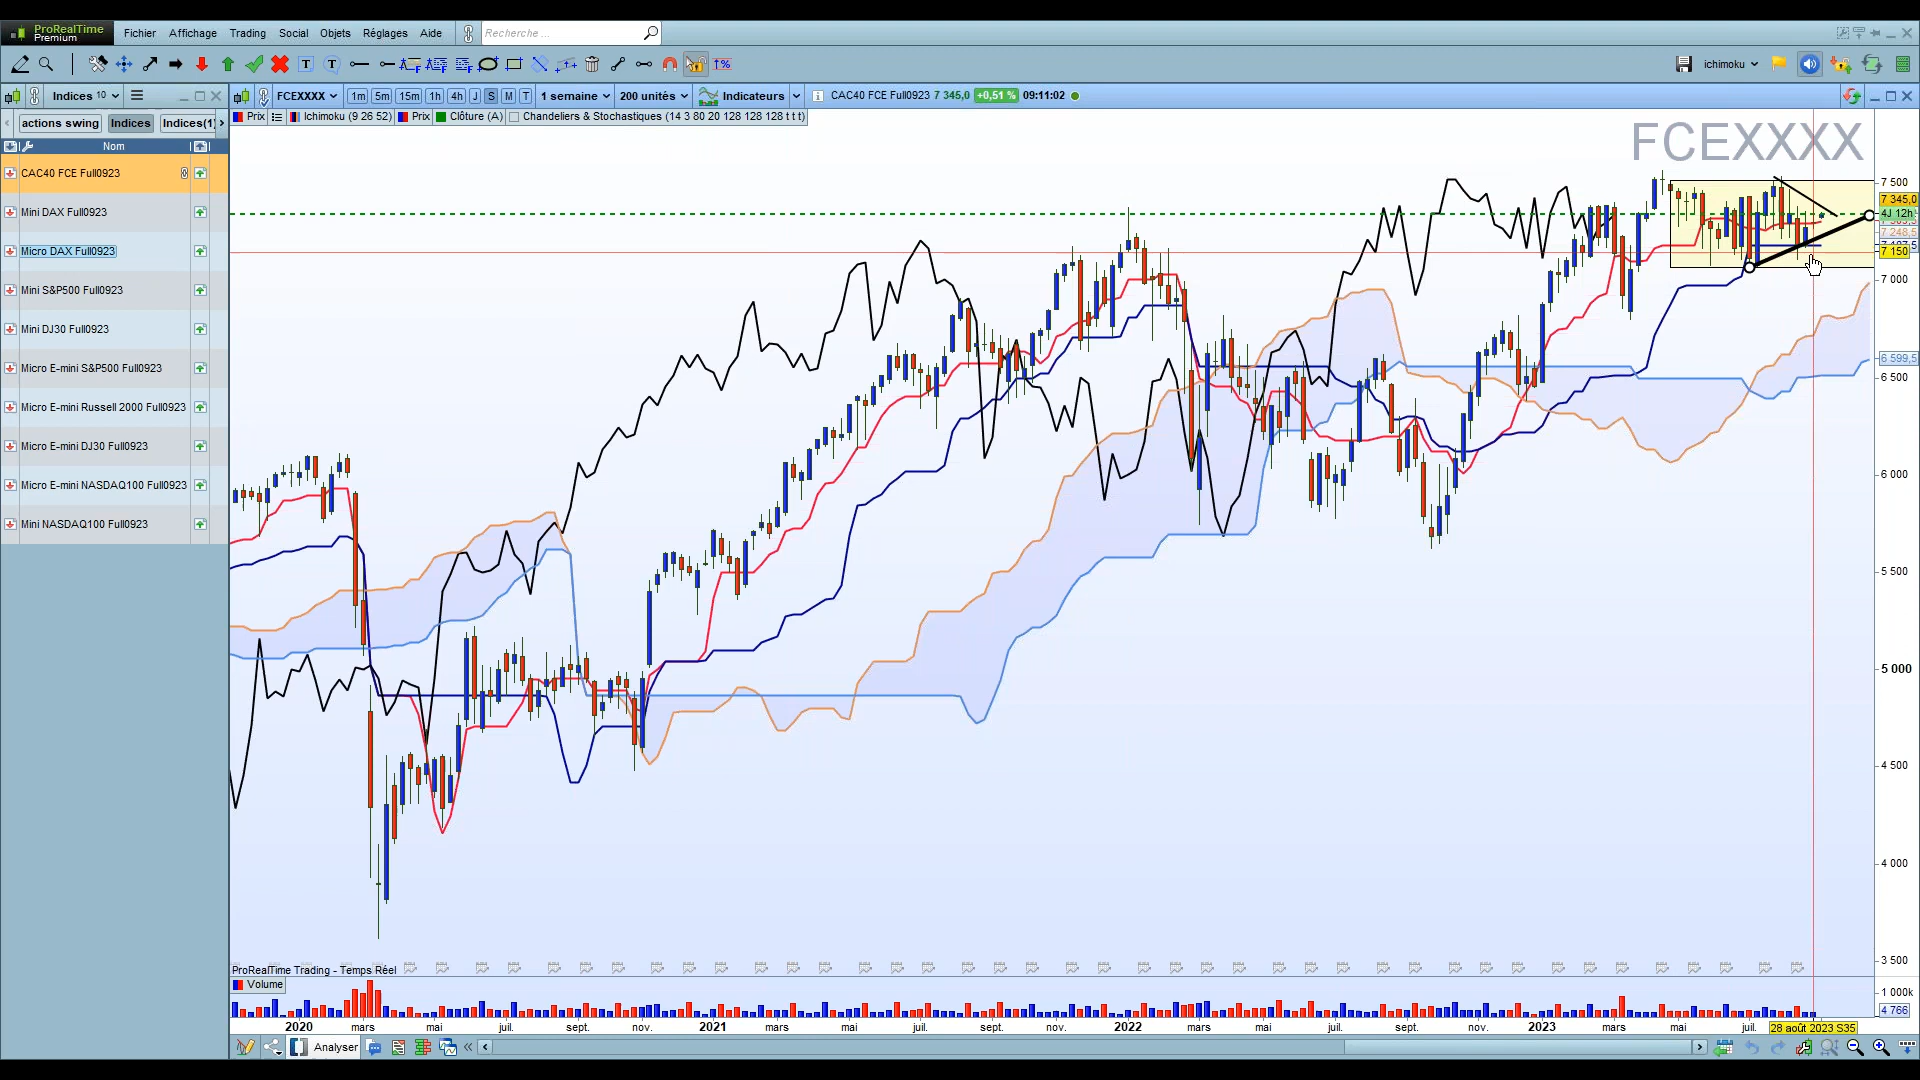 ProRealTime
Premium
Fichier Affichage Trading Social Objets Réglages Aide Recherche ...
ichimoku
Indices 10
FCEXXXX 1m 5m 15m 1h 4h J S M T 1 semaine 200 unités Indicateurs CAC40 FCE Full0923 7 345,0 +0,51 % 09:11:02
actions swing Indices Indices(1)
Prix Ichimoku (9 26 52) Prix Clôture (A) Chandeliers & Stochastiques (14 3 80 20 128 128 128 t t t)
Nom
FCEXXXX
CAC40 FCE Full0923
Mini DAX Full0923
Micro DAX Full0923
Mini S&P500 Full0923
Mini DJ30 Full0923
Micro E-mini S&P500 Full0923
Micro E-mini Russell 2000 Full0923
Micro E-mini DJ30 Full0923
Micro E-mini NASDAQ100 Full0923
Mini NASDAQ100 Full0923
7 500
7 345,0
4J 12h
7 248,5
7 150
7 000
6 599,5
6 500
6 000
5 500
5 000
4 500
4 000
3 500
ProRealTime Trading - Temps Réel
Volume
1 000k
4 766
2020 mars mai juil. sept. nov. 2021 mars mai juil. sept. nov. 2022 mars mai juil. sept. nov. 2023 mars mai juil. 28 août 2023 S35
Analyser